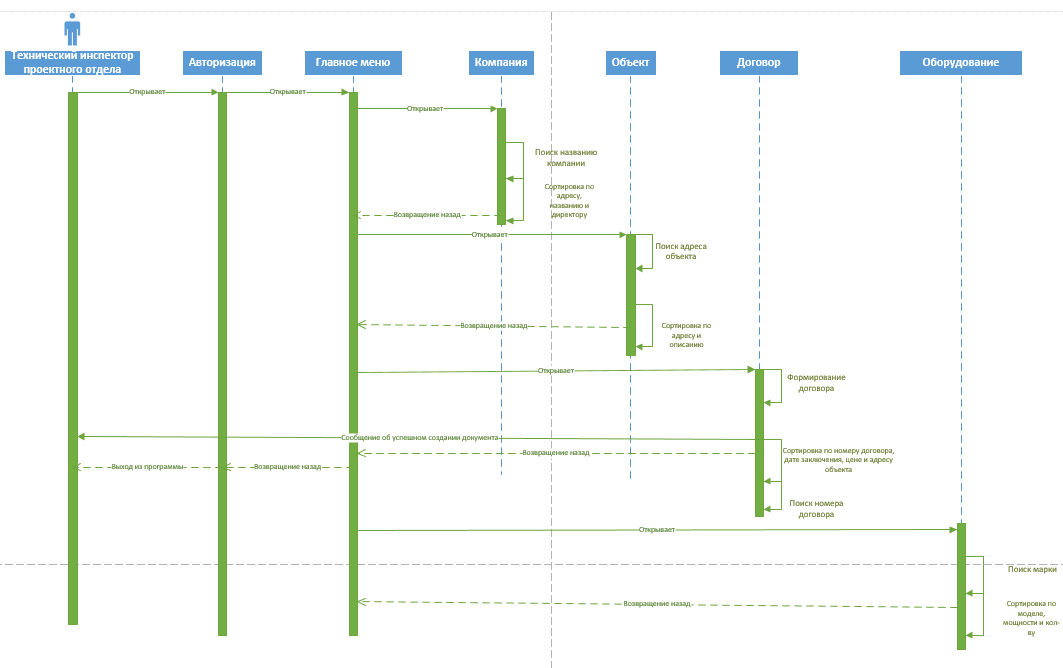 Технический инспектор
проектного отдела
Авторизация
Главное меню
Компания
Объект
Договор
Оборудование
Открывает
Открывает
Открывает
Поиск названию
компании
Сортировка по
адресу,
названию и
директору
Возвращение назад
Открывает
Поиск адреса
объекта
Возвращение назад
Сортировка по
адресу и
описанию
Открывает
Формирование
договора
Сообщение об успешном создании документа
Возвращение назад
Сортировка по номеру договора,
дате заключения, цене и адресу
объекта
Выход из программы
Возвращение назад
Поиск номера
договора
Открывает
Поиск марки
Возвращение назад
Сортировка по
моделе,
мощности и кол-
ву